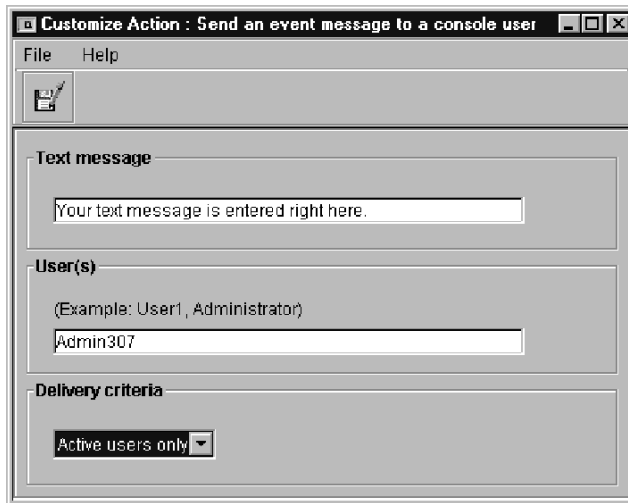 Customize Action : Send an event message to a console user
File Help
Text message
Your text message is entered right here.
User(s)
(Example: User1, Administrator)
Admin307
Delivery criteria
Active users only